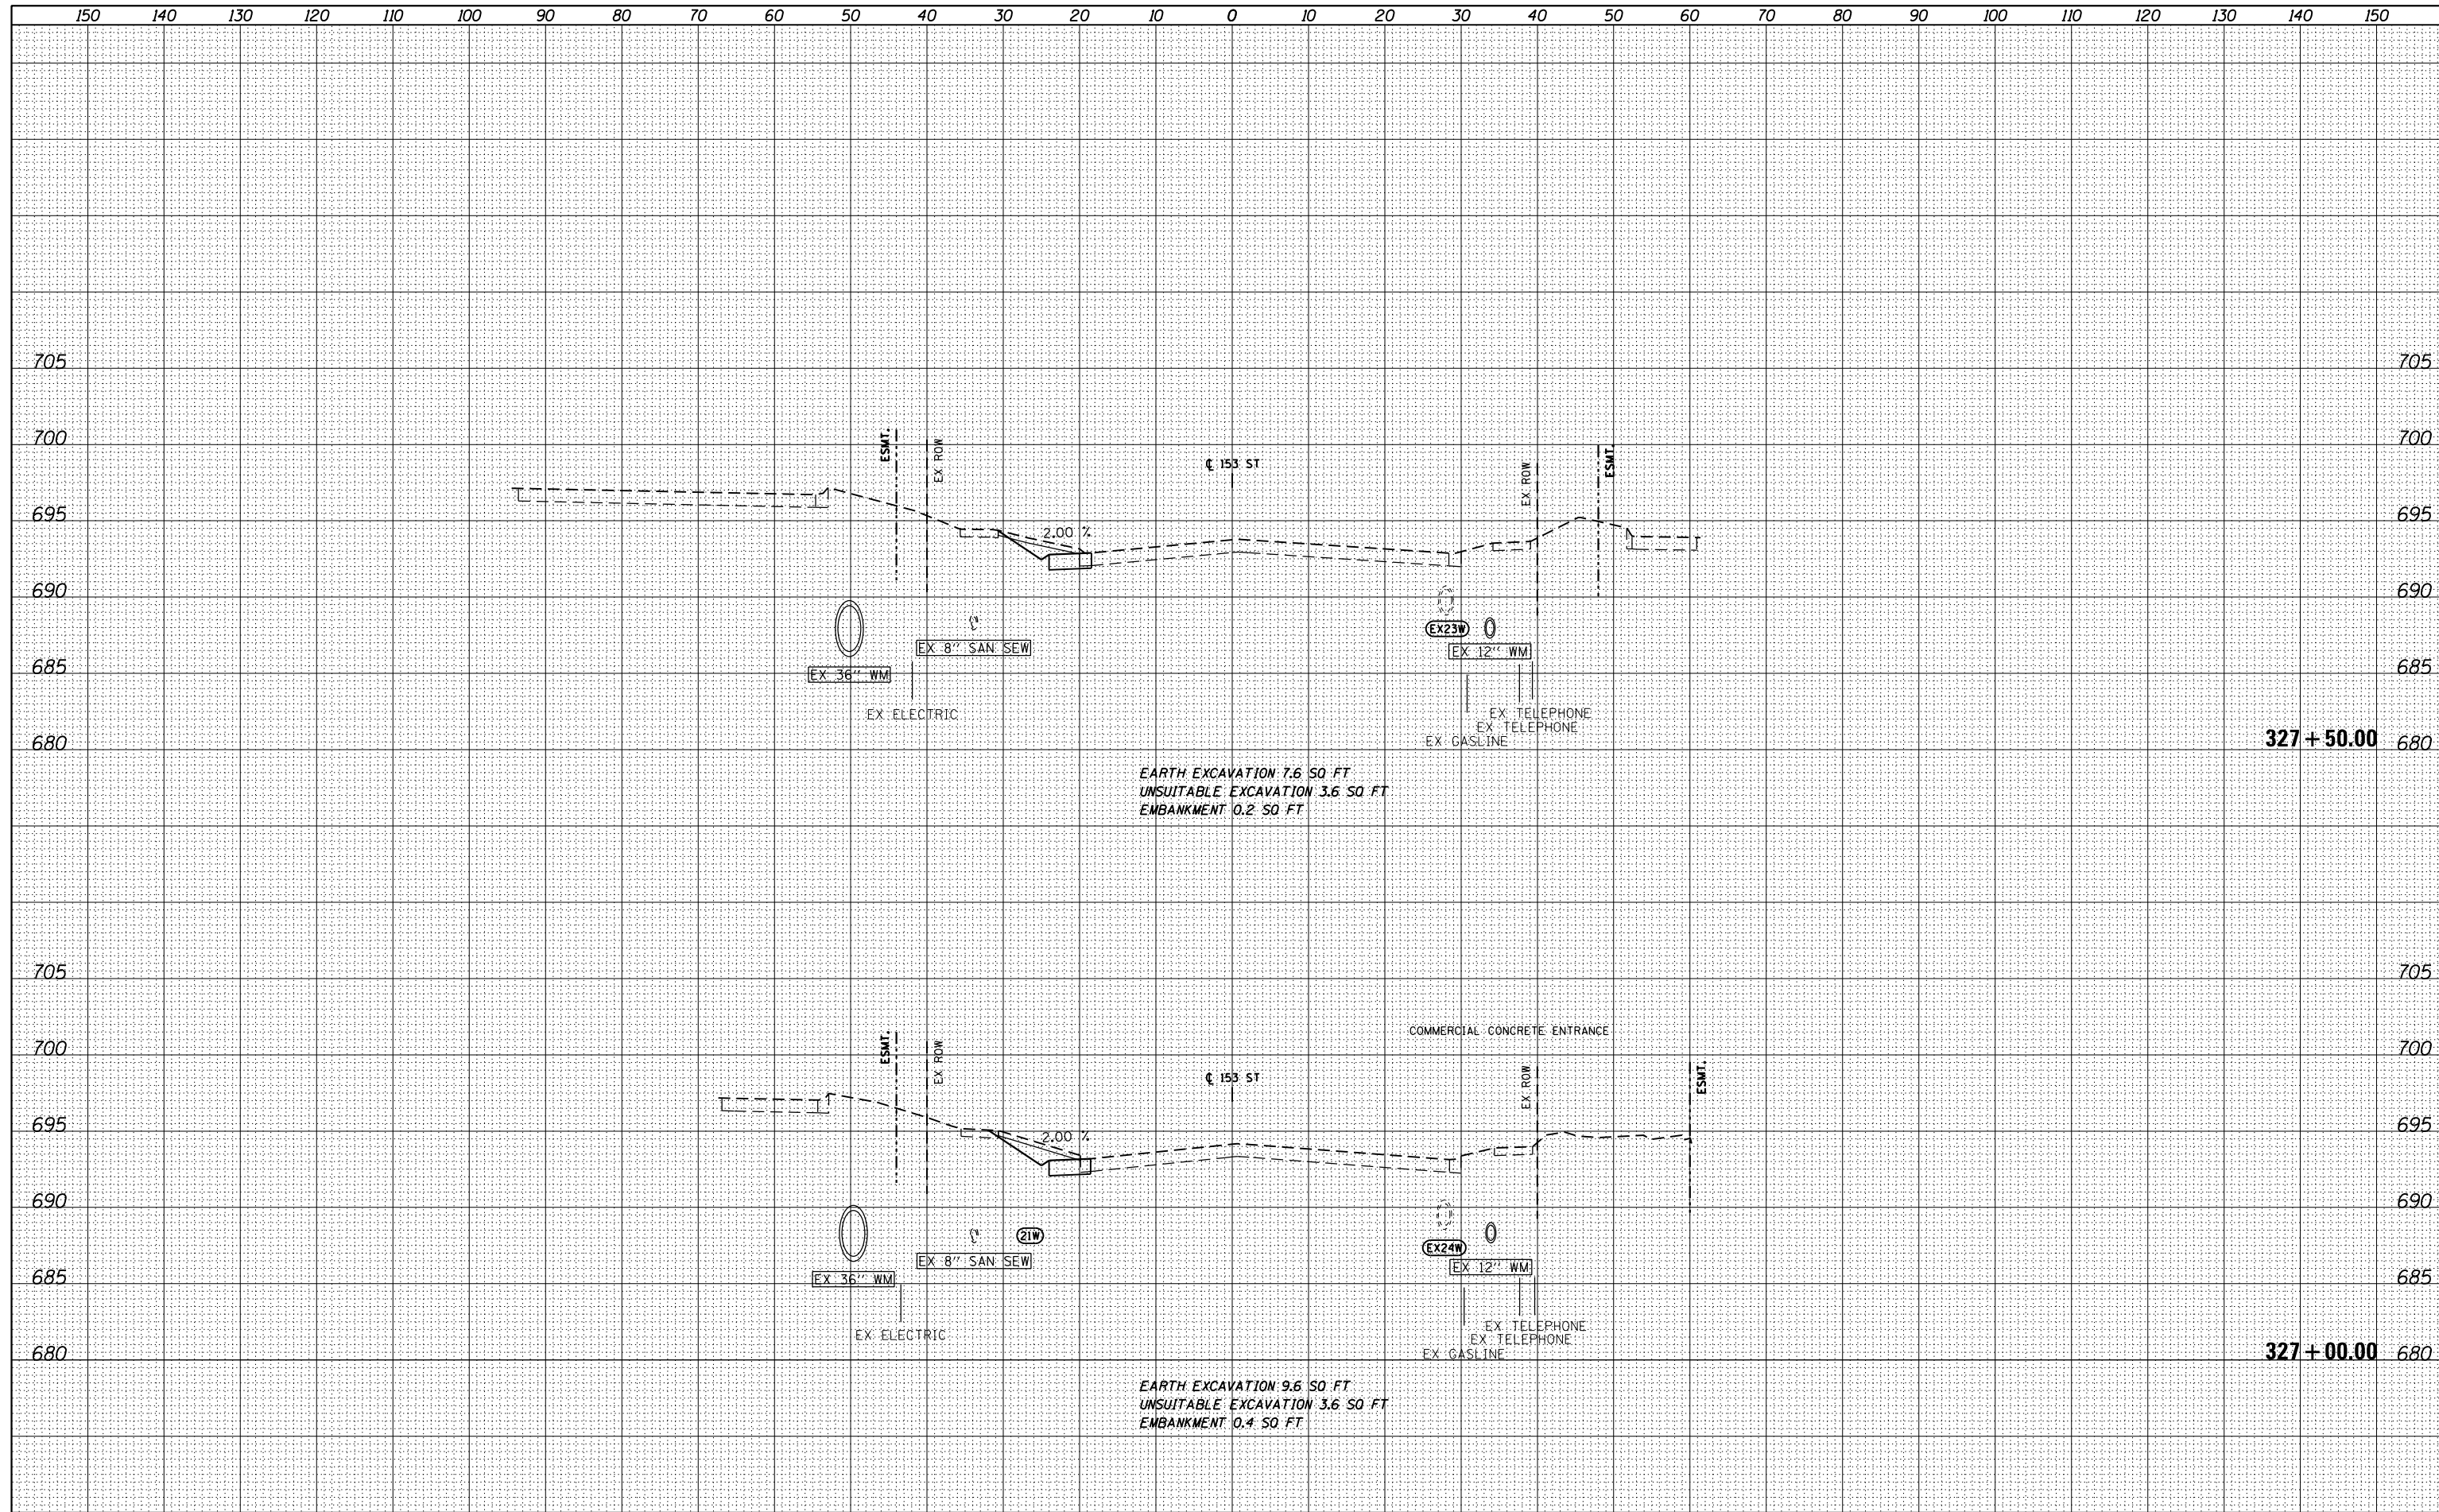 150 140 130 120 110 100 90 80 70 60 50 40 30 20 10 0 10 20 30 40 50 60 70 80 90 100 110 120 130 140 150
705 705
700 700
ESMT.
EX ROW
℄ 153 ST
EX ROW
ESMT.
695 695
2.00 %
690 690
EX23W
EX 8'' SAN SEW
EX 12'' WM
685 685
EX 36'' WM
EX ELECTRIC
EX TELEPHONE
EX TELEPHONE
EX GASLINE
680 327+50.00 680
EARTH EXCAVATION 7.6 SQ FT
UNSUITABLE EXCAVATION 3.6 SQ FT
EMBANKMENT 0.2 SQ FT
705 705
COMMERCIAL CONCRETE ENTRANCE
700 700
ESMT.
EX ROW
℄ 153 ST
EX ROW
ESMT.
695 695
2.00 %
690 690
21W
EX24W
EX 8'' SAN SEW
EX 12'' WM
685 685
EX 36'' WM
EX ELECTRIC
EX TELEPHONE
EX TELEPHONE
EX GASLINE
680 327+00.00 680
EARTH EXCAVATION 9.6 SQ FT
UNSUITABLE EXCAVATION 3.6 SQ FT
EMBANKMENT 0.4 SQ FT